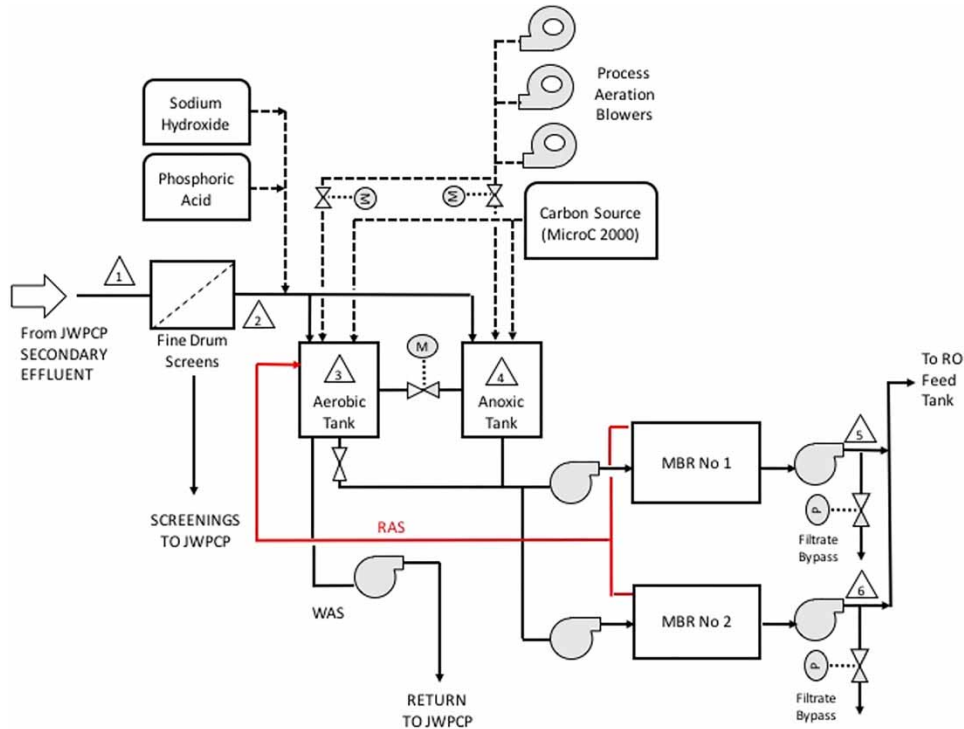 Process
Aeration
Blowers
Sodium
Hydroxide
Phosphoric
Acid
M
M
Carbon Source
(MicroC 2000)
1
2
From JWPCP
SECONDARY
EFFLUENT
Fine Drum
Screens
M
3
Aerobic
Tank
4
Anoxic
Tank
To RO
Feed
Tank
MBR No 1
5
P
Filtrate
Bypass
SCREENINGS
TO JWPCP
RAS
WAS
MBR No 2
6
P
Filtrate
Bypass
RETURN
TO JWPCP